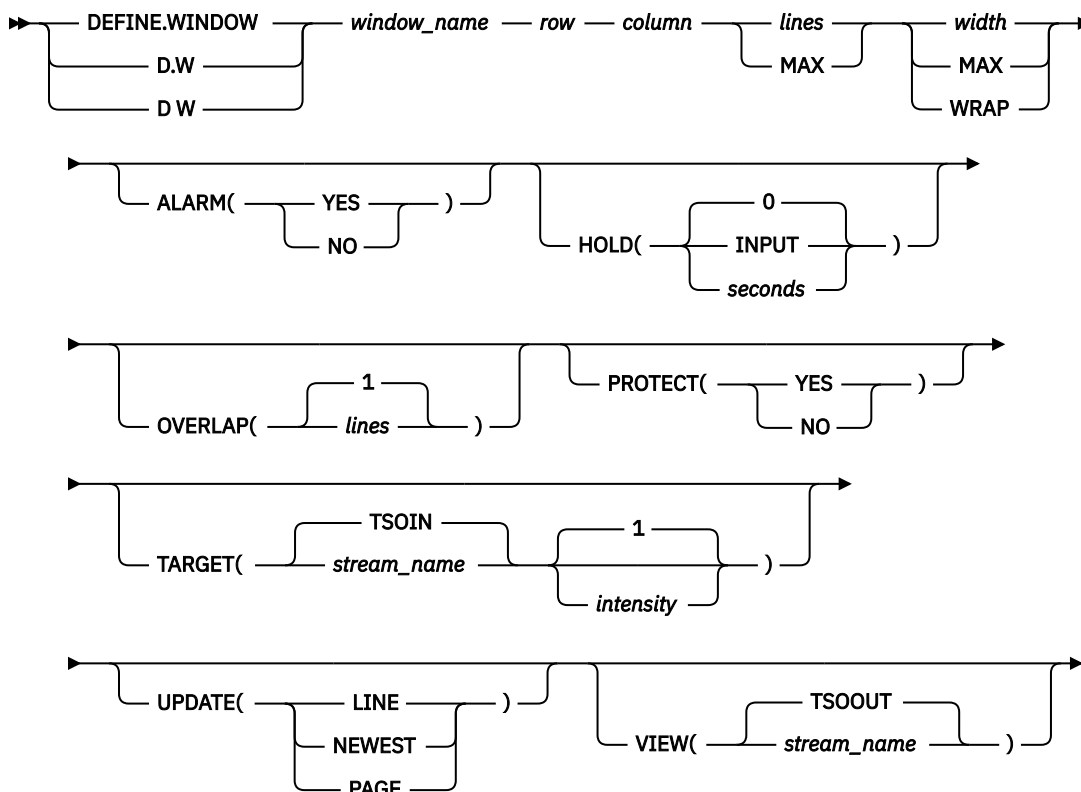 DEFINE.WINDOW window_name row column lines width
D.W MAX MAX
D W WRAP
ALARM( YES ) 0
NO HOLD( INPUT )
seconds
1 PROTECT( YES )
OVERLAP( lines ) NO
TSOIN 1
TARGET( stream_name )
intensity
UPDATE( LINE ) TSOOUT
NEWEST VIEW( stream_name )
PAGE